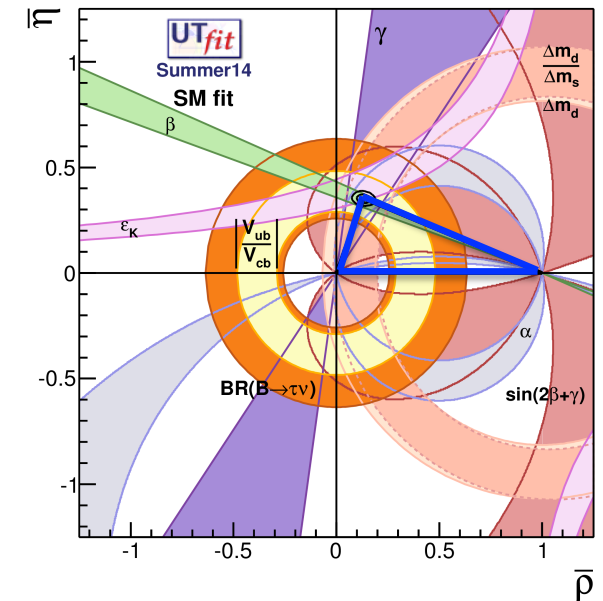 η̅
UTfit
Summer14
SM fit
γ
Δm_d
Δm_s
Δm_d
β
ε_K
|V_ub
V_cb|
α
BR(B→τν)
sin(2β+γ)
1
0.5
0
-0.5
-1
-1
-0.5
0
0.5
1
ρ̅